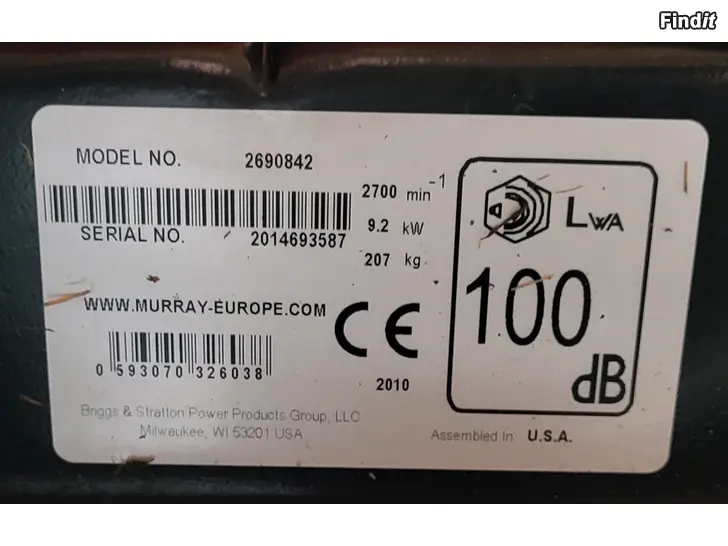 Findit
MODEL NO. 2690842
2700 min-1
SERIAL NO. 2014693587
9.2 kW
207 kg
LWA
WWW.MURRAY-EUROPE.COM
100
dB
CE
0 593070 326038
2010
Briggs & Stratton Power Products Group, LLC
Milwaukee, WI 53201 USA
Assembled in U.S.A.